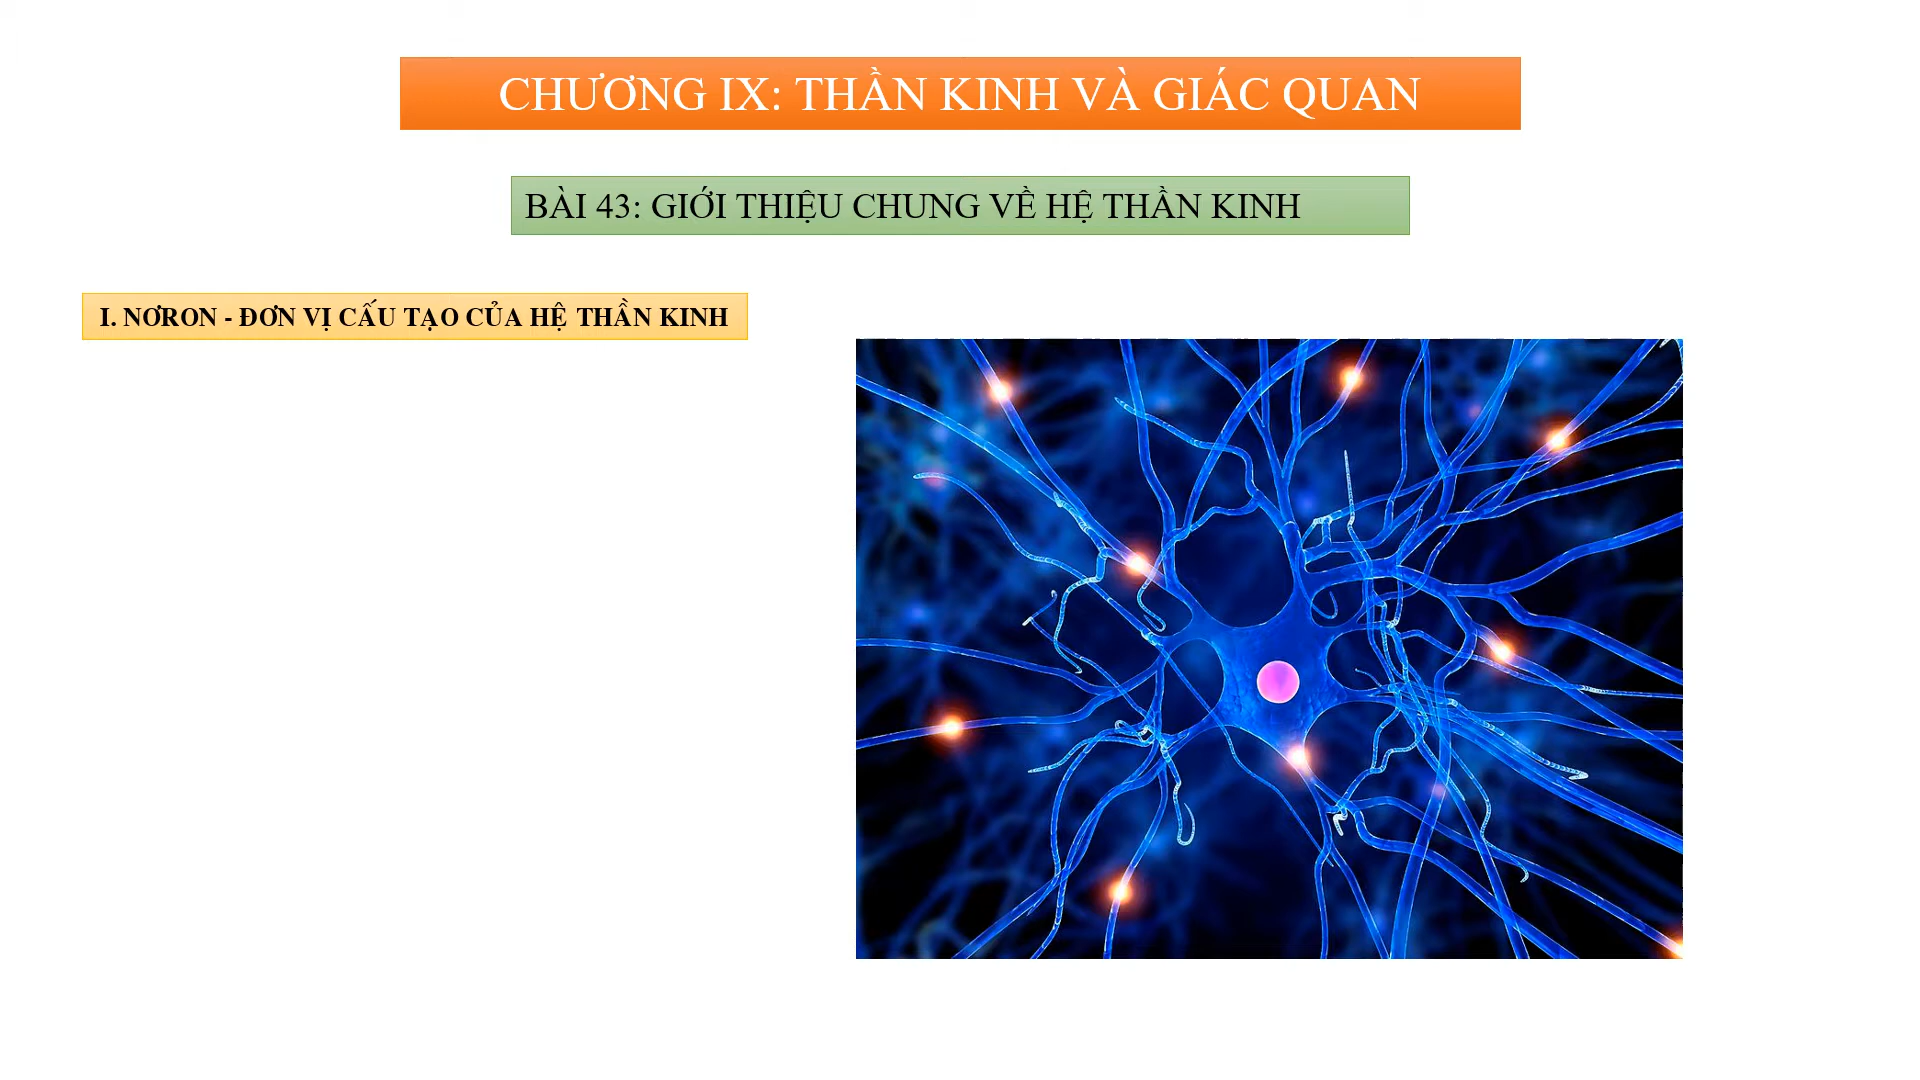 CHƯƠNG IX: THẦN KINH VÀ GIÁC QUAN
BÀI 43: GIỚI THIỆU CHUNG VỀ HỆ THẦN KINH
I. NƠRON - ĐƠN VỊ CẤU TẠO CỦA HỆ THẦN KINH